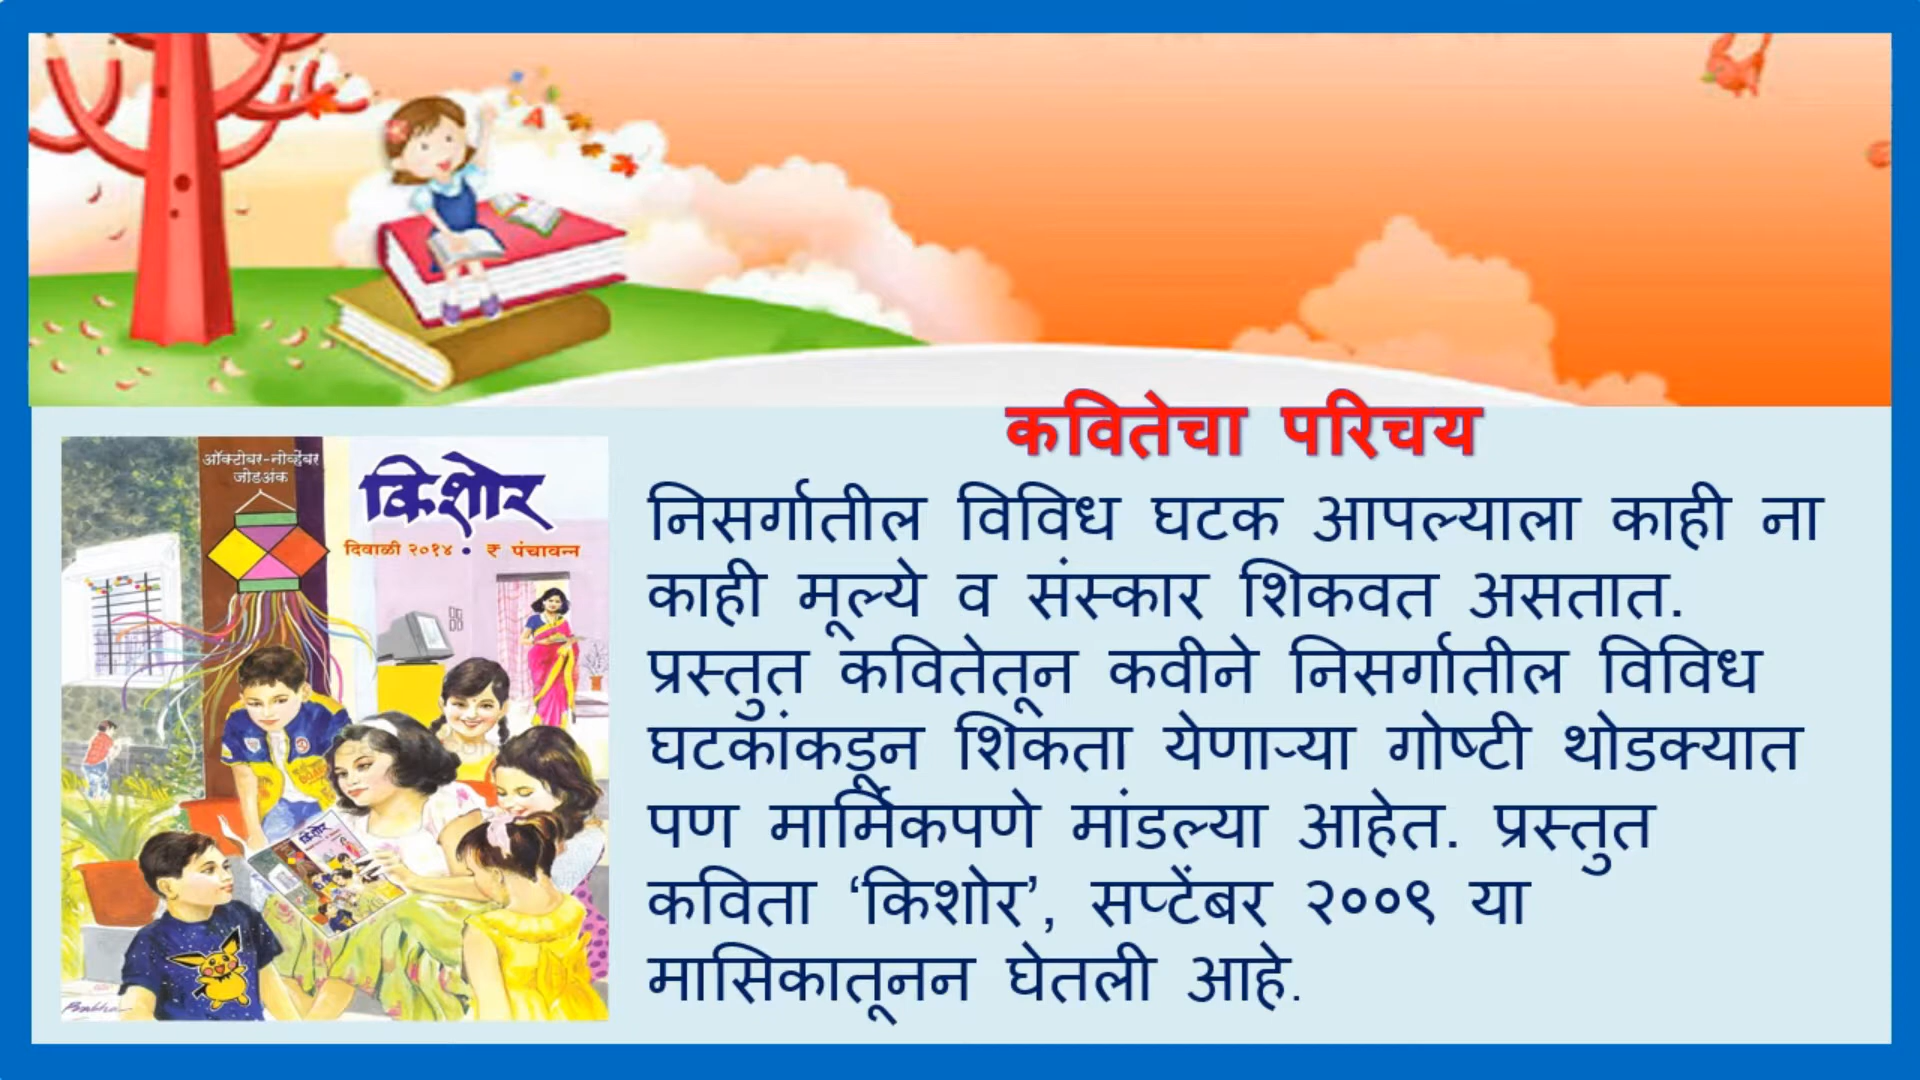 कवितेचा परिचय
ऑक्टोबर-नोव्हेंबर
जोडअंक
किशोर
दिवाळी २०१४ • ₹ पंचावन्न
निसर्गातील विविध घटक आपल्याला काही ना
काही मूल्ये व संस्कार शिकवत असतात.
प्रस्तुत कवितेतून कवीने निसर्गातील विविध
घटकांकडून शिकता येणाऱ्या गोष्टी थोडक्यात
पण मार्मिकपणे मांडल्या आहेत. प्रस्तुत
कविता ‘किशोर’, सप्टेंबर २००९ या
मासिकातूनन घेतली आहे.
किशोर